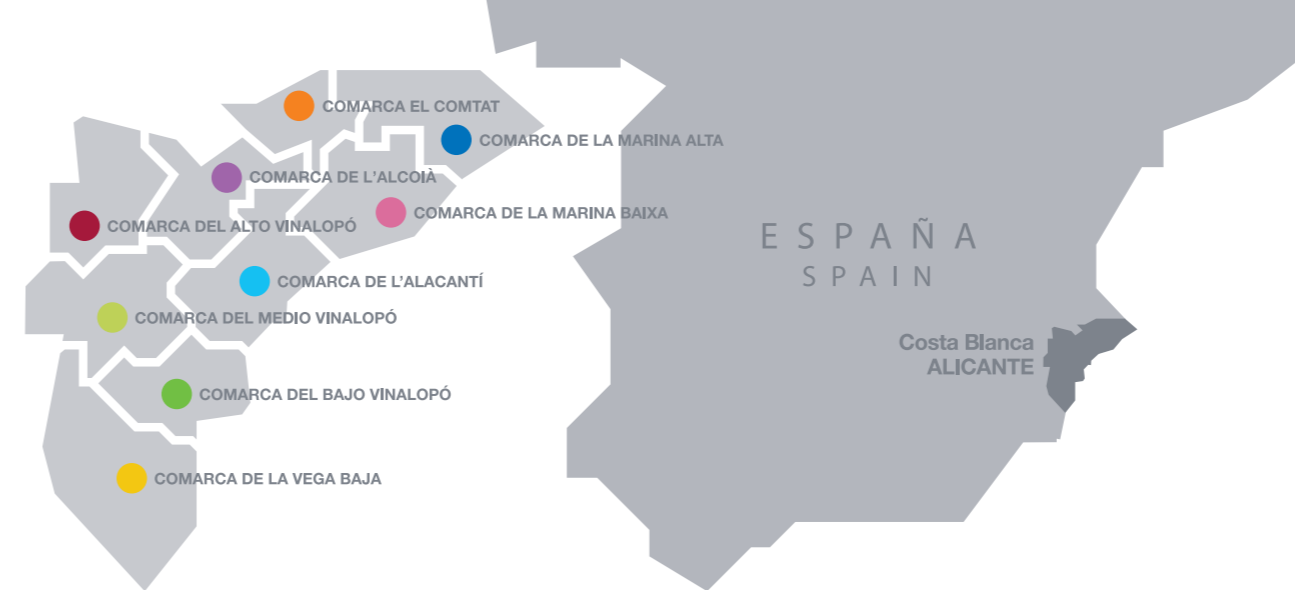 COMARCA EL COMTAT
COMARCA DE LA MARINA ALTA
COMARCA DE L'ALCOIÀ
COMARCA DE LA MARINA BAIXA
COMARCA DEL ALTO VINALOPÓ
COMARCA DE L'ALACANTÍ
COMARCA DEL MEDIO VINALOPÓ
COMARCA DEL BAJO VINALOPÓ
COMARCA DE LA VEGA BAJA
ESPAÑA
SPAIN
Costa Blanca
ALICANTE